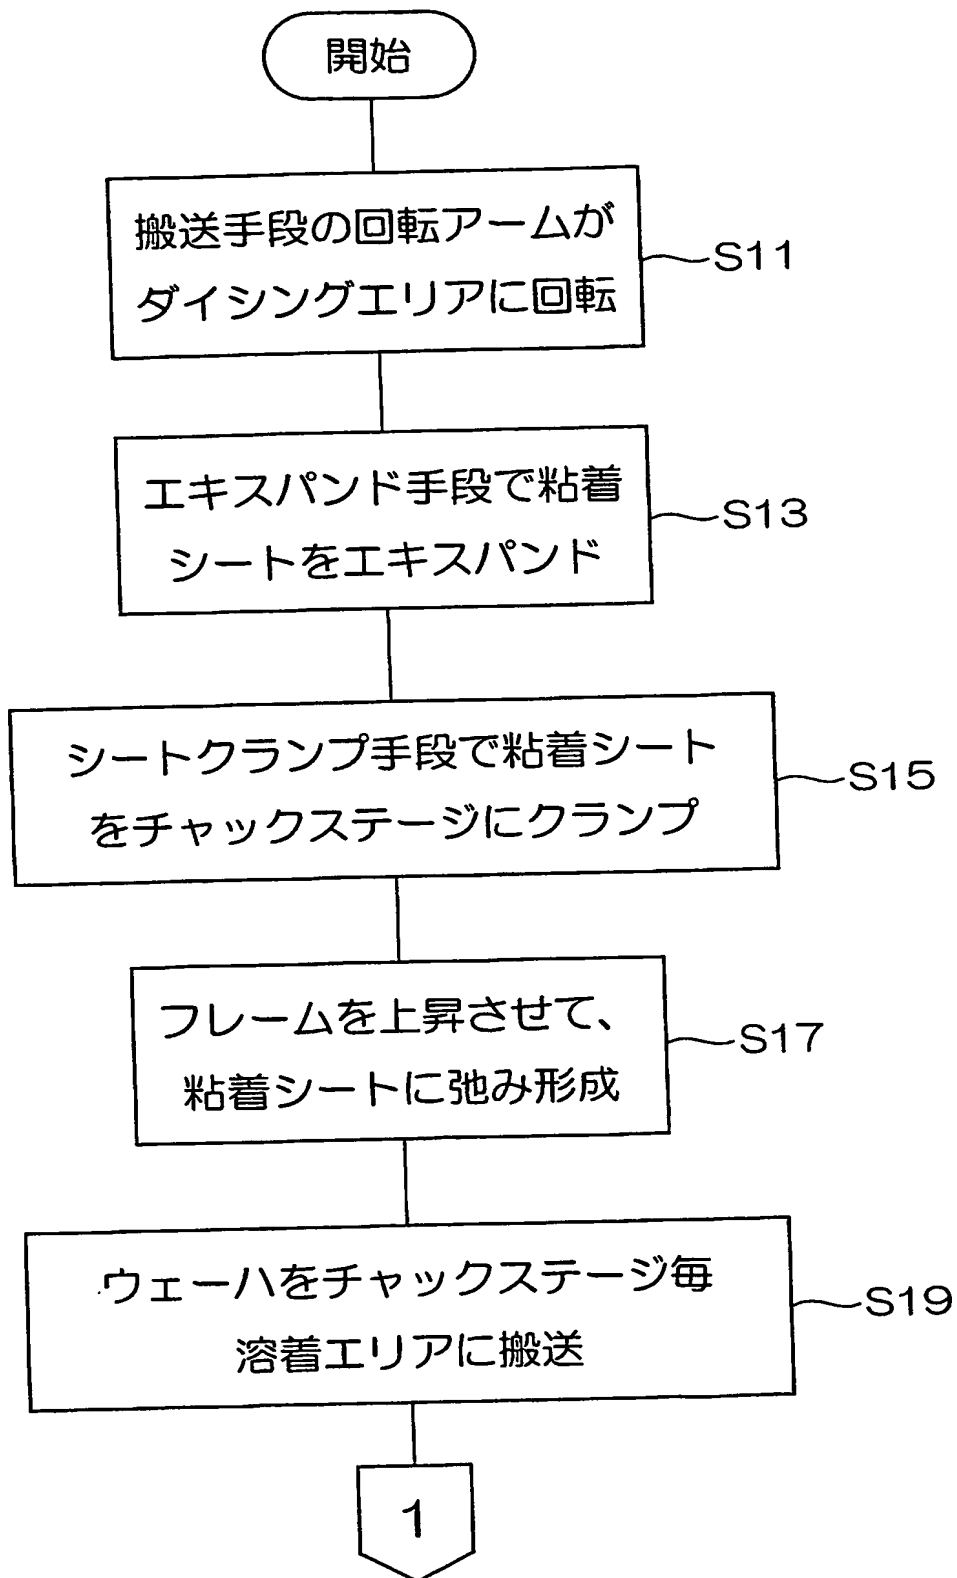 開始
搬送手段の回転アームが
ダイシングエリアに回転
S11
エキスパンド手段で粘着
シートをエキスパンド
S13
シートクランプ手段で粘着シート
をチャックステージにクランプ
S15
フレームを上昇させて、
粘着シートに弛み形成
S17
ウェーハをチャックステージ毎
溶着エリアに搬送
S19
1